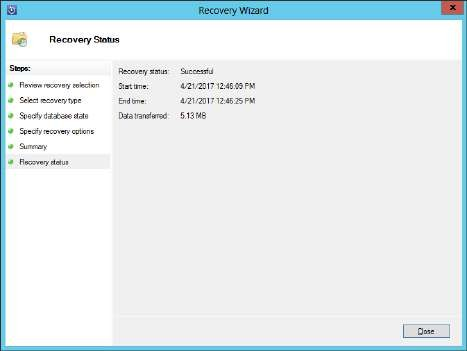 Recovery Wizard
x
Recovery Status
Steps:
Review recovery selection
Select recovery type
Specify database state
Specify recovery options
Summary
Recovery status
Recovery status: Successful
Start time: 4/21/2017 12:46:09 PM
End time: 4/21/2017 12:46:25 PM
Data transferred: 5.13 MB
Close